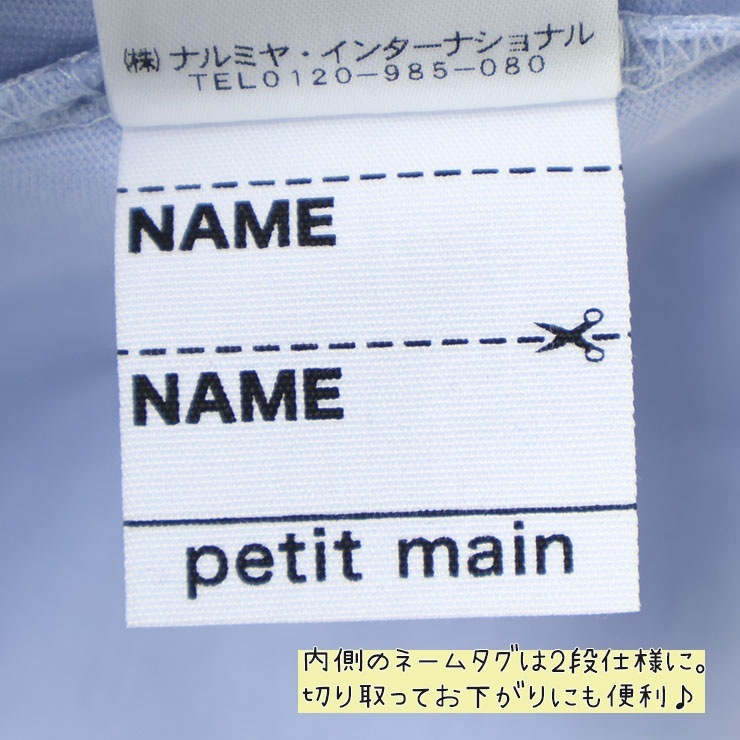 ㈱ナルミヤ・インターナショナル
TEL0120-985-080
NAME
NAME
petit main
内側のネームタグは2段仕様に。
切り取ってお下がりにも便利♪